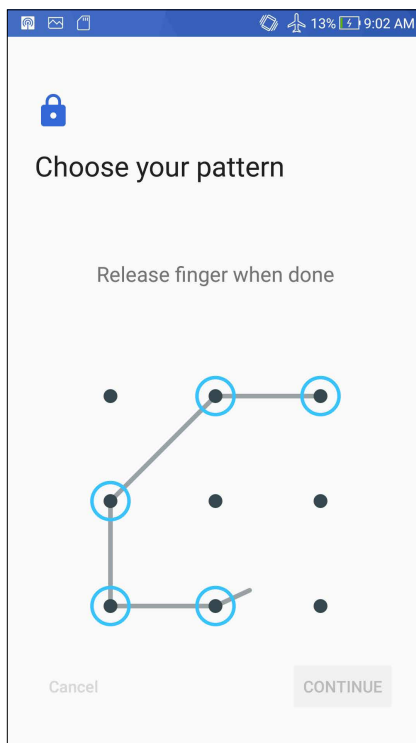 13% 9:02 AM
Choose your pattern
Release finger when done
Cancel CONTINUE